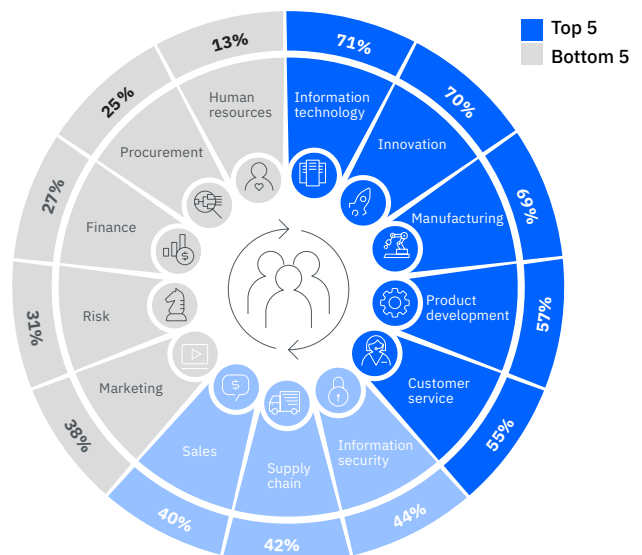 Top 5
Bottom 5
71%
Information
technology
70%
Innovation
69%
Manufacturing
57%
Product
development
55%
Customer
service
44%
Information
security
42%
Supply
chain
40%
Sales
38%
Marketing
31%
Risk
27%
Finance
25%
Procurement
13%
Human
resources
$
$